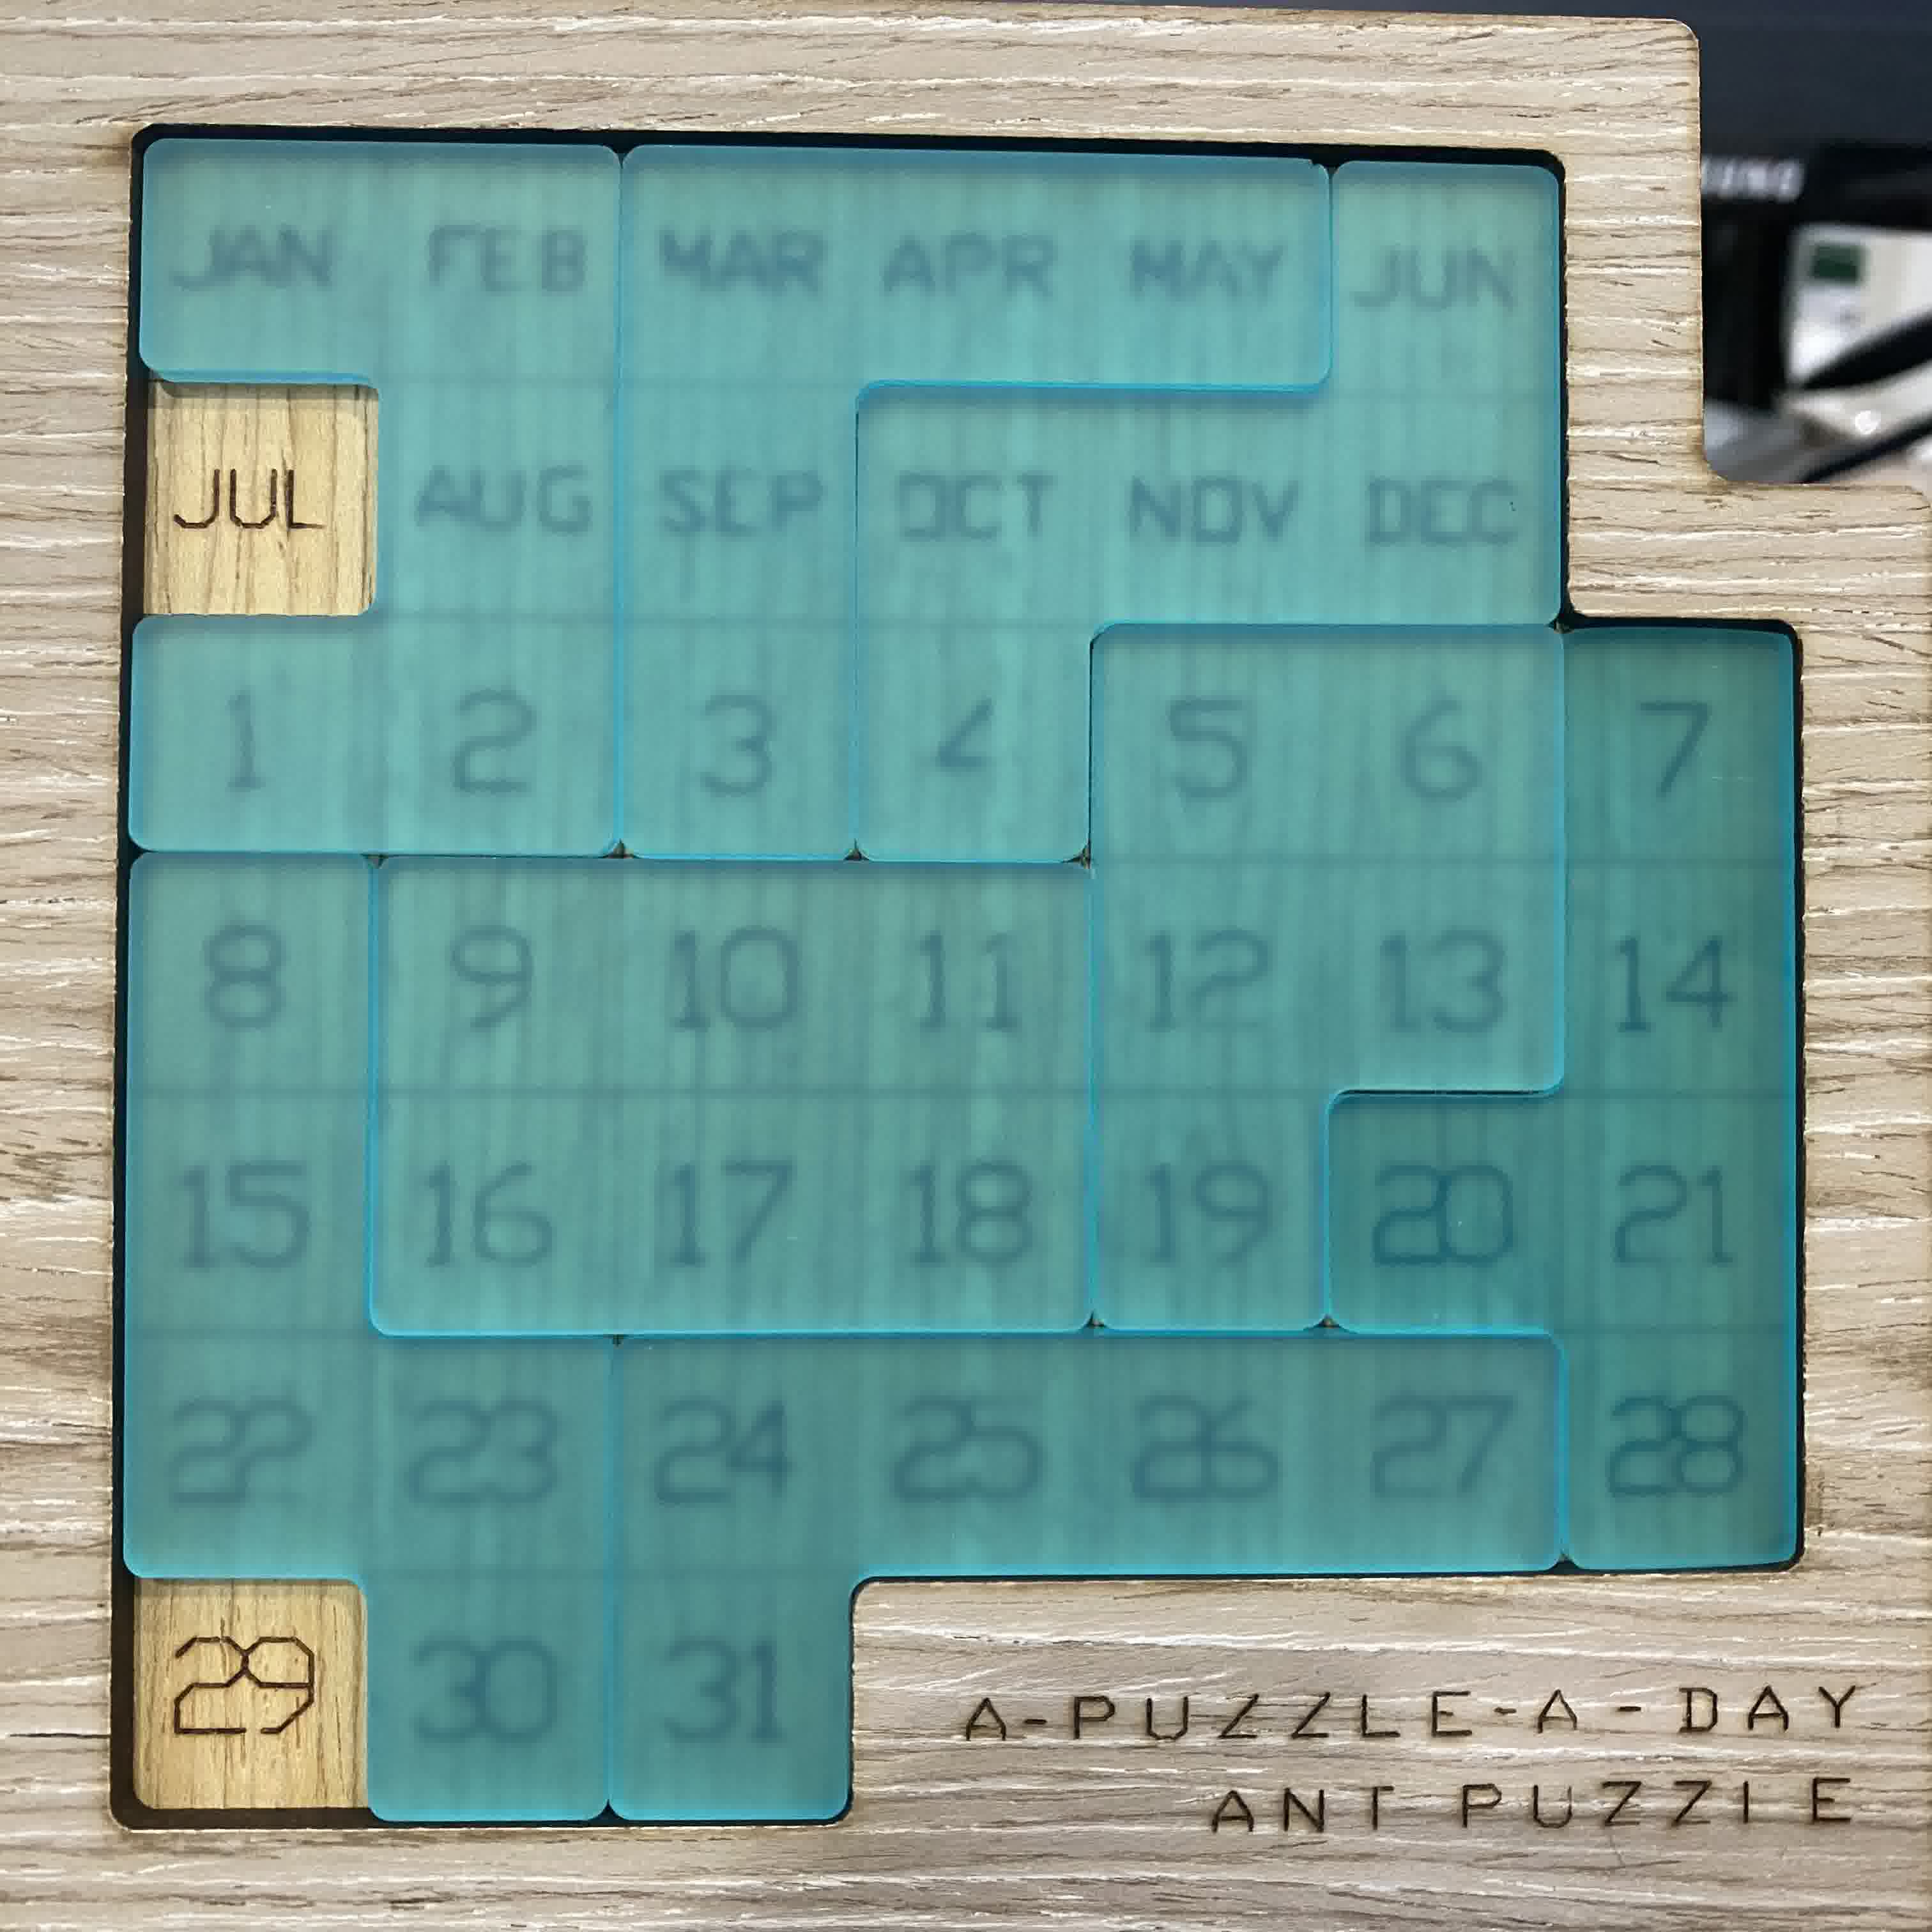 JAN FEB MAR APR MAY JUN
JUL AUG SEP OCT NOV DEC
1 2 3 4 5 6 7
8 9 10 11 12 13 14
15 16 17 18 19 20 21
22 23 24 25 26 27 28
29 30 31
A-PUZZLE-A-DAY
ANT PUZZLE